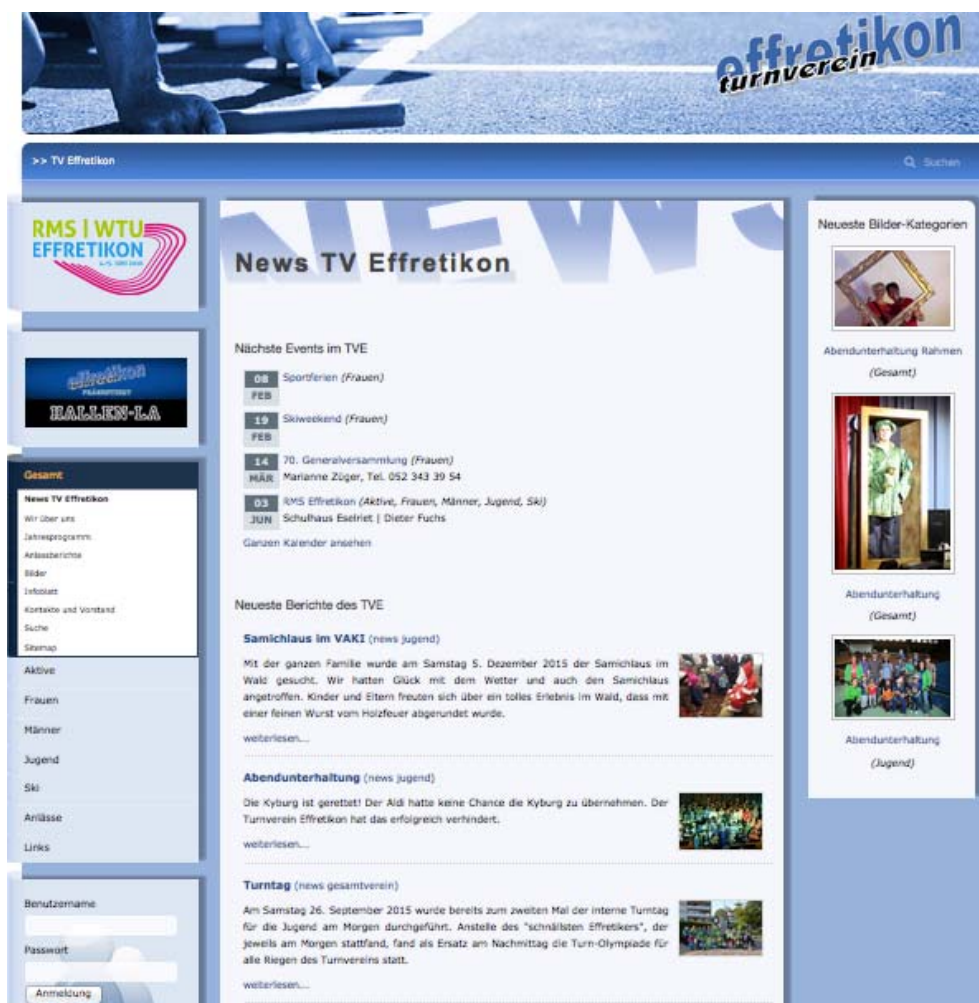 effretikon
turnverein
>> TV Effretikon
Suchen
RMS | WTU
EFFRETIKON
effretikon
PRÄSENTIERT
HALLEN-LA
Gesamt
News TV Effretikon
Wir über uns
Jahresprogramm
Anlassberichte
Bilder
Infoblatt
Kontakte und Vorstand
Suche
Sitemap
Aktive
Frauen
Männer
Jugend
Ski
Anlässe
Links
Benutzername
Passwort
Anmeldung
NEWS
News TV Effretikon
Nächste Events im TVE
08 Sportferien (Frauen)
FEB
19 Skiweekend (Frauen)
FEB
14 70. Generalversammlung (Frauen)
MÄR Marianne Züger, Tel. 052 343 39 54
03 RMS Effretikon (Aktive, Frauen, Männer, Jugend, Ski)
JUN Schulhaus Eselriet | Dieter Fuchs
Ganzen Kalender ansehen
Neueste Berichte des TVE
Samichlaus im VAKI (news jugend)
Mit der ganzen Familie wurde am Samstag 5. Dezember 2015 der Samichlaus im
Wald gesucht. Wir hatten Glück mit dem Wetter und auch den Samichlaus
angetroffen. Kinder und Eltern freuten sich über ein tolles Erlebnis im Wald, dass mit
einer feinen Wurst vom Holzfeuer abgerundet wurde.
weiterlesen...
Abendunterhaltung (news jugend)
Die Kyburg ist gerettet! Der Aldi hatte keine Chance die Kyburg zu übernehmen. Der
Turnverein Effretikon hat das erfolgreich verhindert.
weiterlesen...
Turntag (news gesamtverein)
Am Samstag 26. September 2015 wurde bereits zum zweiten Mal der interne Turntag
für die Jugend am Morgen durchgeführt. Anstelle des "schnällsten Effretikers", der
jeweils am Morgen stattfand, fand als Ersatz am Nachmittag die Turn-Olympiade für
alle Riegen des Turnvereins statt.
weiterlesen...
Neueste Bilder-Kategorien
Abendunterhaltung Rahmen
(Gesamt)
Abendunterhaltung
(Gesamt)
Abendunterhaltung
(Jugend)